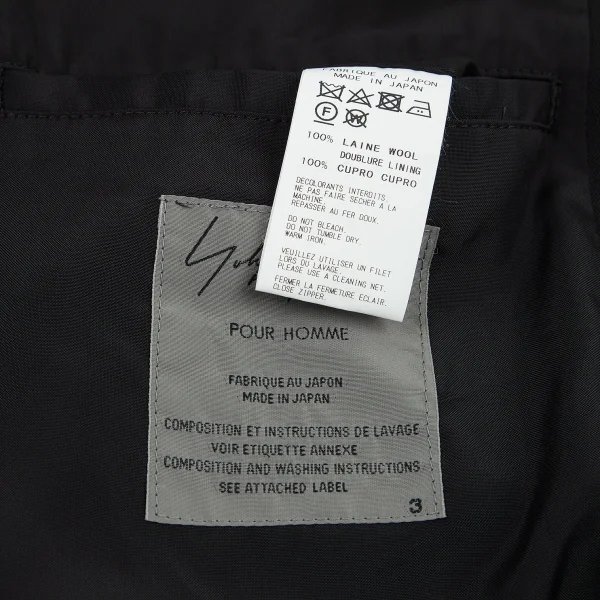 FABRIQUE AU JAPON
MADE IN JAPAN
F W
100% LAINE WOOL
DOUBLURE LINING
100% CUPRO CUPRO
DECOLORANTS INTERDITS.
NE PAS FAIRE SECHER À LA
MACHINE.
REPASSER AU FER DOUX.
DO NOT BLEACH.
DO NOT TUMBLE DRY.
WARM IRON.
VEUILLEZ UTILISER UN FILET
LORS DU LAVAGE.
PLEASE USE A CLEANING NET.
FERMER LA FERMETURE ECLAIR.
CLOSE ZIPPER.
POUR HOMME
FABRIQUE AU JAPON
MADE IN JAPAN
COMPOSITION ET INSTRUCTIONS DE LAVAGE
VOIR ETIQUETTE ANNEXE
COMPOSITION AND WASHING INSTRUCTIONS
SEE ATTACHED LABEL
3